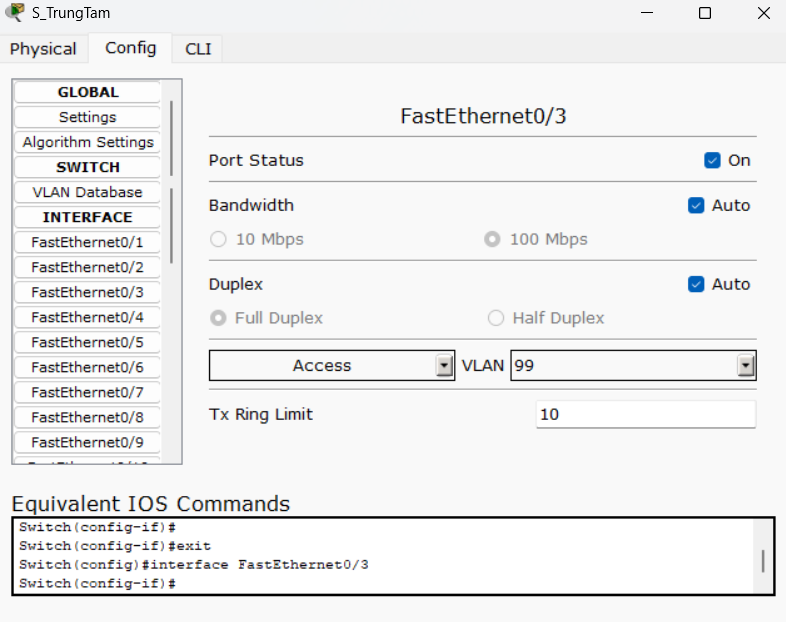 S_TrungTam
Physical Config CLI
GLOBAL
Settings
Algorithm Settings
SWITCH
VLAN Database
INTERFACE
FastEthernet0/1
FastEthernet0/2
FastEthernet0/3
FastEthernet0/4
FastEthernet0/5
FastEthernet0/6
FastEthernet0/7
FastEthernet0/8
FastEthernet0/9
FastEthernet0/3
Port Status On
Bandwidth Auto
10 Mbps 100 Mbps
Duplex Auto
Full Duplex Half Duplex
Access VLAN 99
Tx Ring Limit 10
Equivalent IOS Commands
Switch(config-if)#
Switch(config-if)#exit
Switch(config)#interface FastEthernet0/3
Switch(config-if)#